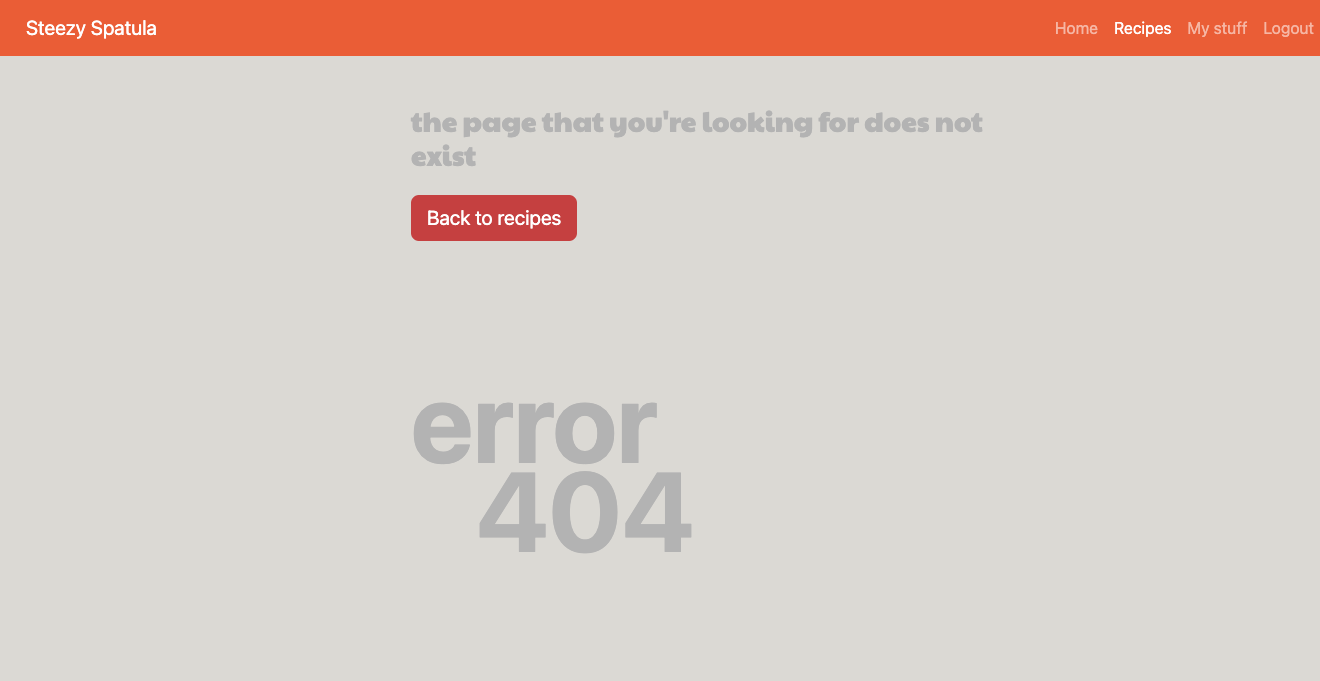 Steezy Spatula
Home Recipes My stuff Logout
the page that you're looking for does not
exist
Back to recipes
error
404